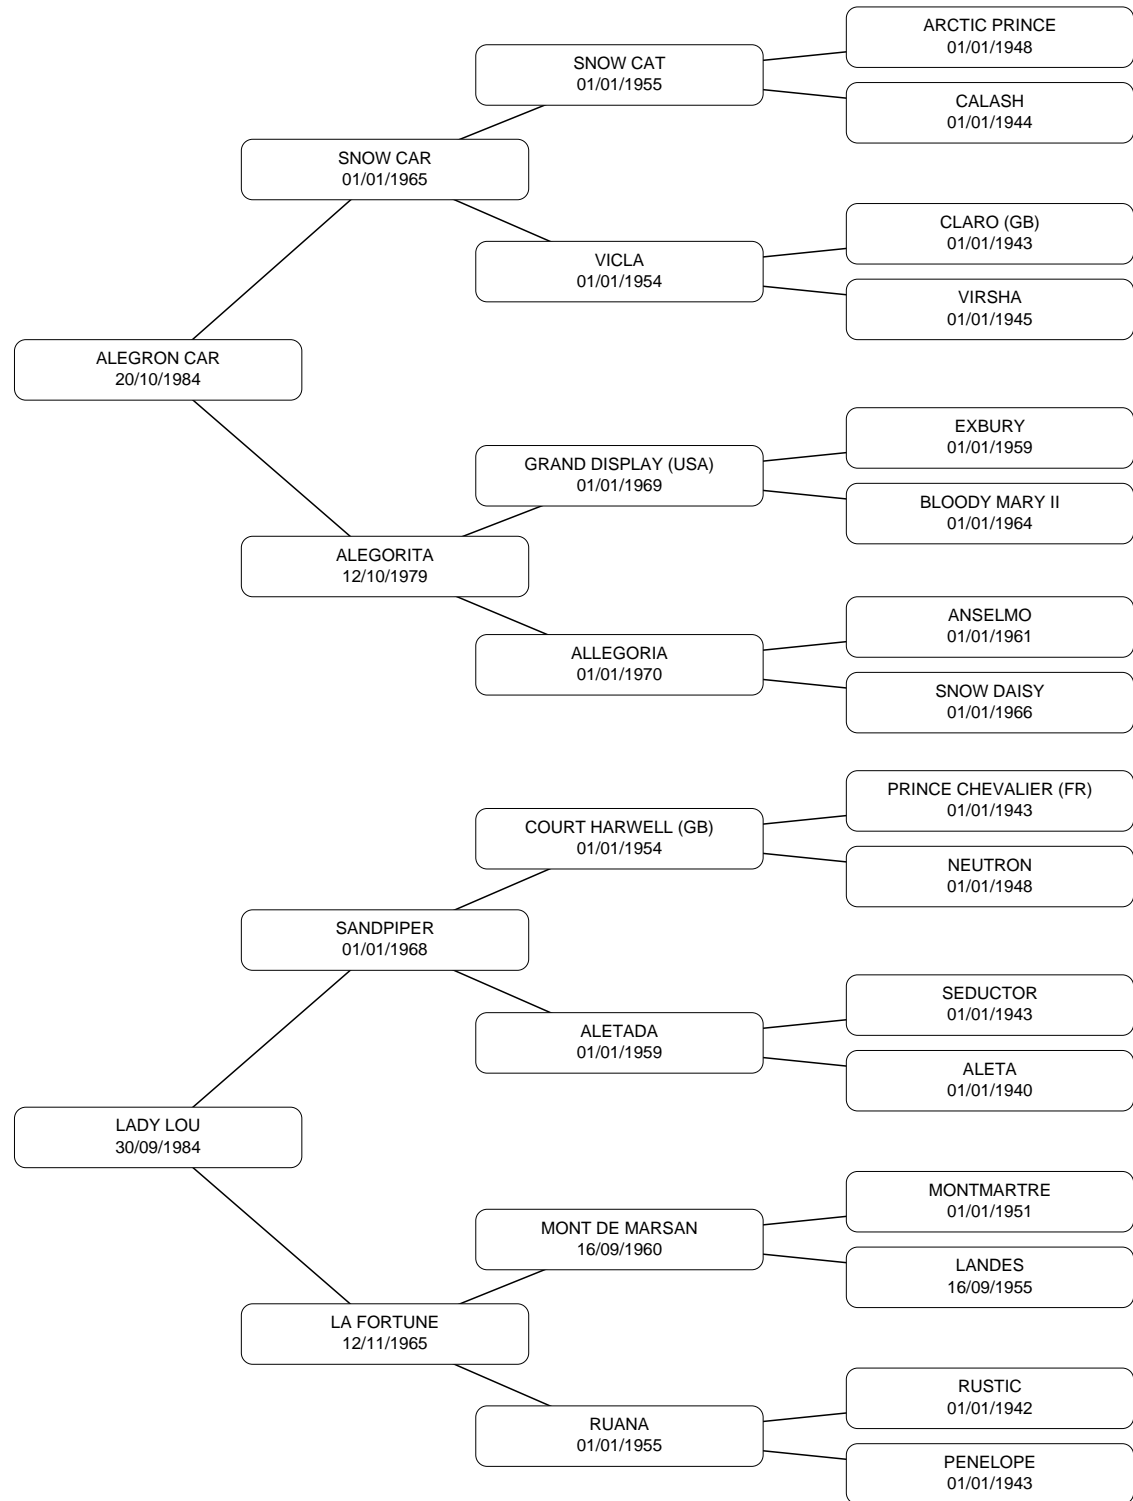 ARCTIC PRINCE
01/01/1948
SNOW CAT
01/01/1955
CALASH
01/01/1944
SNOW CAR
01/01/1965
CLARO (GB)
01/01/1943
VICLA
01/01/1954
VIRSHA
01/01/1945
ALEGRON CAR
20/10/1984
EXBURY
01/01/1959
GRAND DISPLAY (USA)
01/01/1969
BLOODY MARY II
01/01/1964
ALEGORITA
12/10/1979
ANSELMO
01/01/1961
ALLEGORIA
01/01/1970
SNOW DAISY
01/01/1966
PRINCE CHEVALIER (FR)
01/01/1943
COURT HARWELL (GB)
01/01/1954
NEUTRON
01/01/1948
SANDPIPER
01/01/1968
SEDUCTOR
01/01/1943
ALETADA
01/01/1959
ALETA
01/01/1940
LADY LOU
30/09/1984
MONTMARTRE
01/01/1951
MONT DE MARSAN
16/09/1960
LANDES
16/09/1955
LA FORTUNE
12/11/1965
RUSTIC
01/01/1942
RUANA
01/01/1955
PENELOPE
01/01/1943